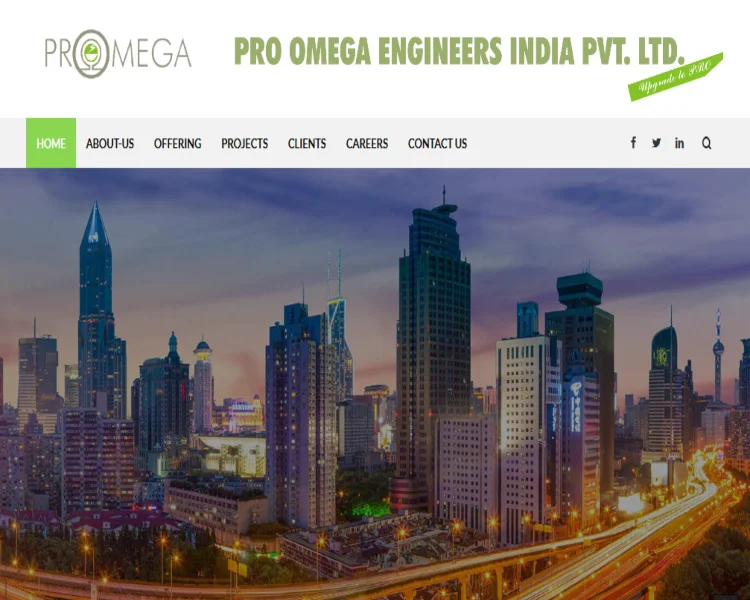 PROMEGA
PRO OMEGA ENGINEERS INDIA PVT. LTD.
Upgrade to PRO
HOME ABOUT-US OFFERING PROJECTS CLIENTS CAREERS CONTACT US